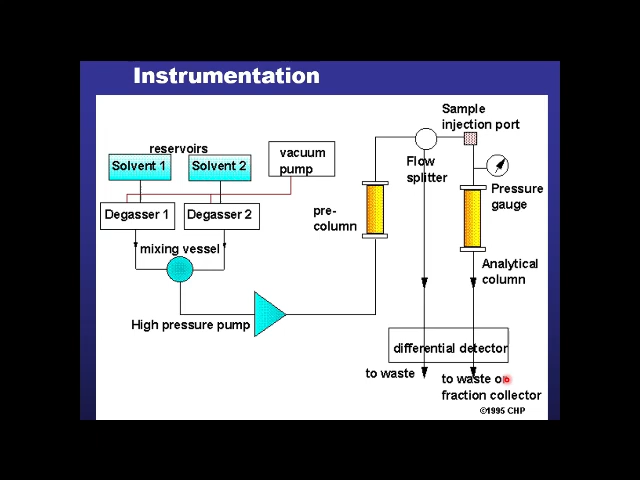 Instrumentation
Sample
injection port
reservoirs
vacuum
pump
Solvent 1
Solvent 2
Flow
splitter
Pressure
gauge
Degasser 1
Degasser 2
pre-
column
mixing vessel
Analytical
column
High pressure pump
differential detector
to waste
to waste or
fraction collector
©1995 CHP